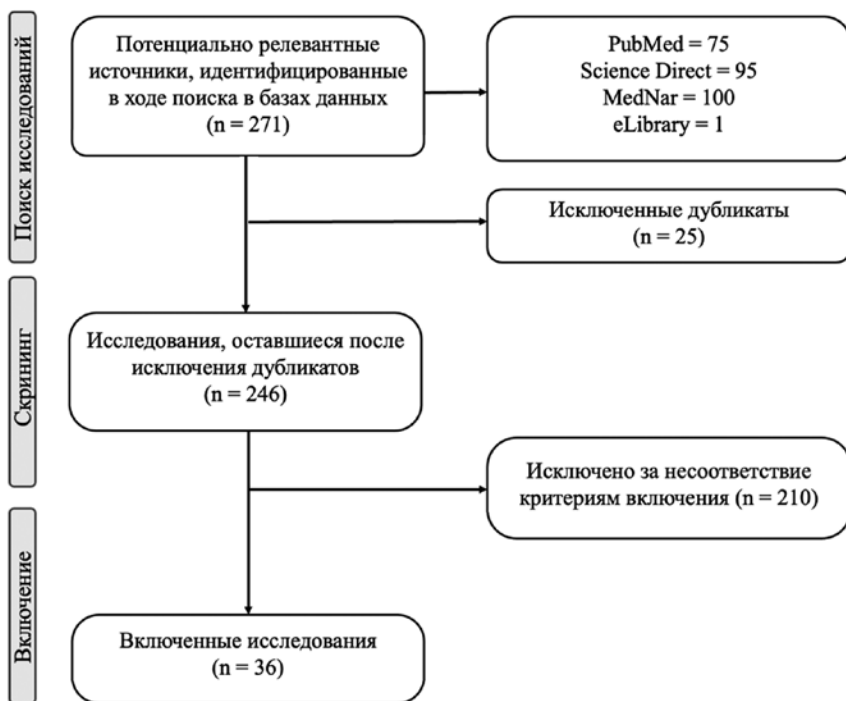 Поиск исследований
Потенциально релевантные
источники, идентифицированные
в ходе поиска в базах данных
(n = 271)
PubMed = 75
Science Direct = 95
MedNar = 100
eLibrary = 1
Исключенные дубликаты
(n = 25)
Скрининг
Исследования, оставшиеся после
исключения дубликатов
(n = 246)
Исключено за несоответствие
критериям включения (n = 210)
Включение
Включенные исследования
(n = 36)